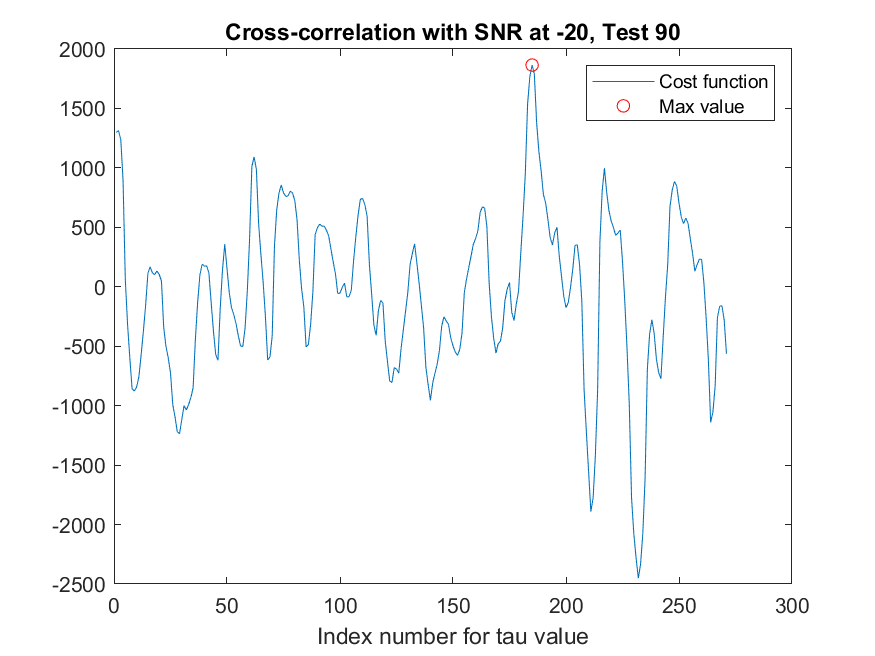 Cross-correlation with SNR at -20, Test 90
2000
1500
1000
500
0
-500
-1000
-1500
-2000
-2500
Cost function
Max value
0 50 100 150 200 250 300
Index number for tau value